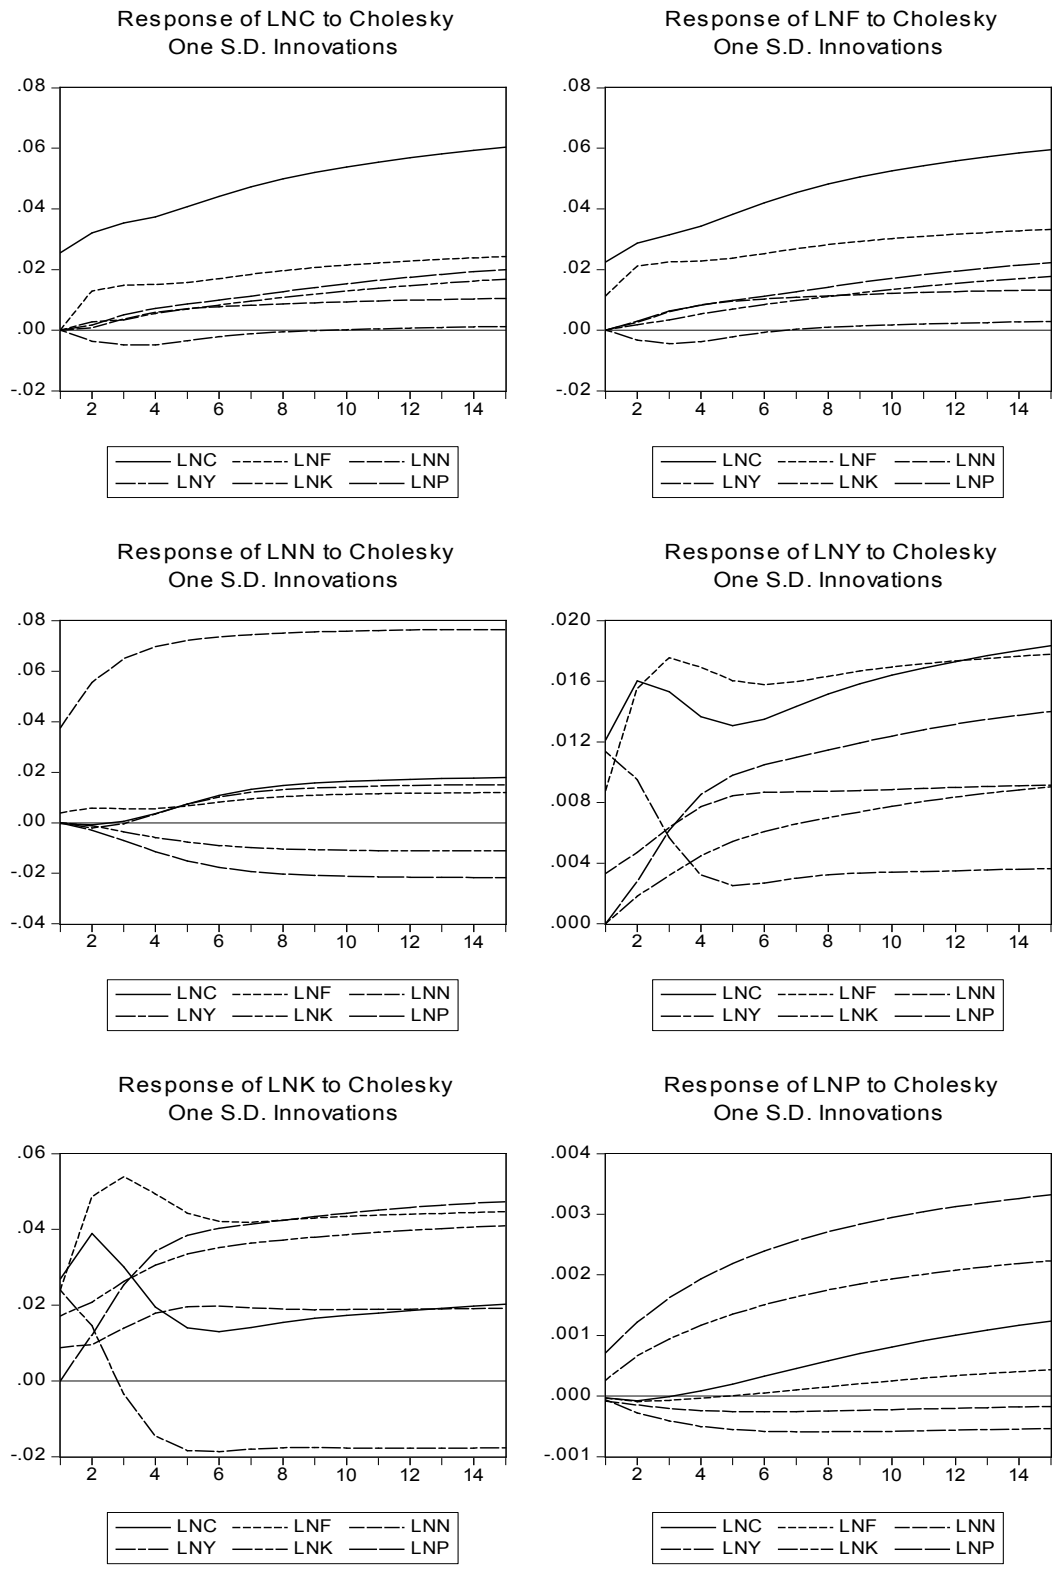 Response of LNC to Cholesky
One S.D. Innovations
.08
.06
.04
.02
.00
-.02
2 4 6 8 10 12 14
LNC LNF LNN
LNY LNK LNP
Response of LNF to Cholesky
One S.D. Innovations
.08
.06
.04
.02
.00
-.02
2 4 6 8 10 12 14
LNC LNF LNN
LNY LNK LNP
Response of LNN to Cholesky
One S.D. Innovations
.08
.06
.04
.02
.00
-.02
-.04
2 4 6 8 10 12 14
LNC LNF LNN
LNY LNK LNP
Response of LNY to Cholesky
One S.D. Innovations
.020
.016
.012
.008
.004
.000
2 4 6 8 10 12 14
LNC LNF LNN
LNY LNK LNP
Response of LNK to Cholesky
One S.D. Innovations
.06
.04
.02
.00
-.02
2 4 6 8 10 12 14
LNC LNF LNN
LNY LNK LNP
Response of LNP to Cholesky
One S.D. Innovations
.004
.003
.002
.001
.000
-.001
2 4 6 8 10 12 14
LNC LNF LNN
LNY LNK LNP